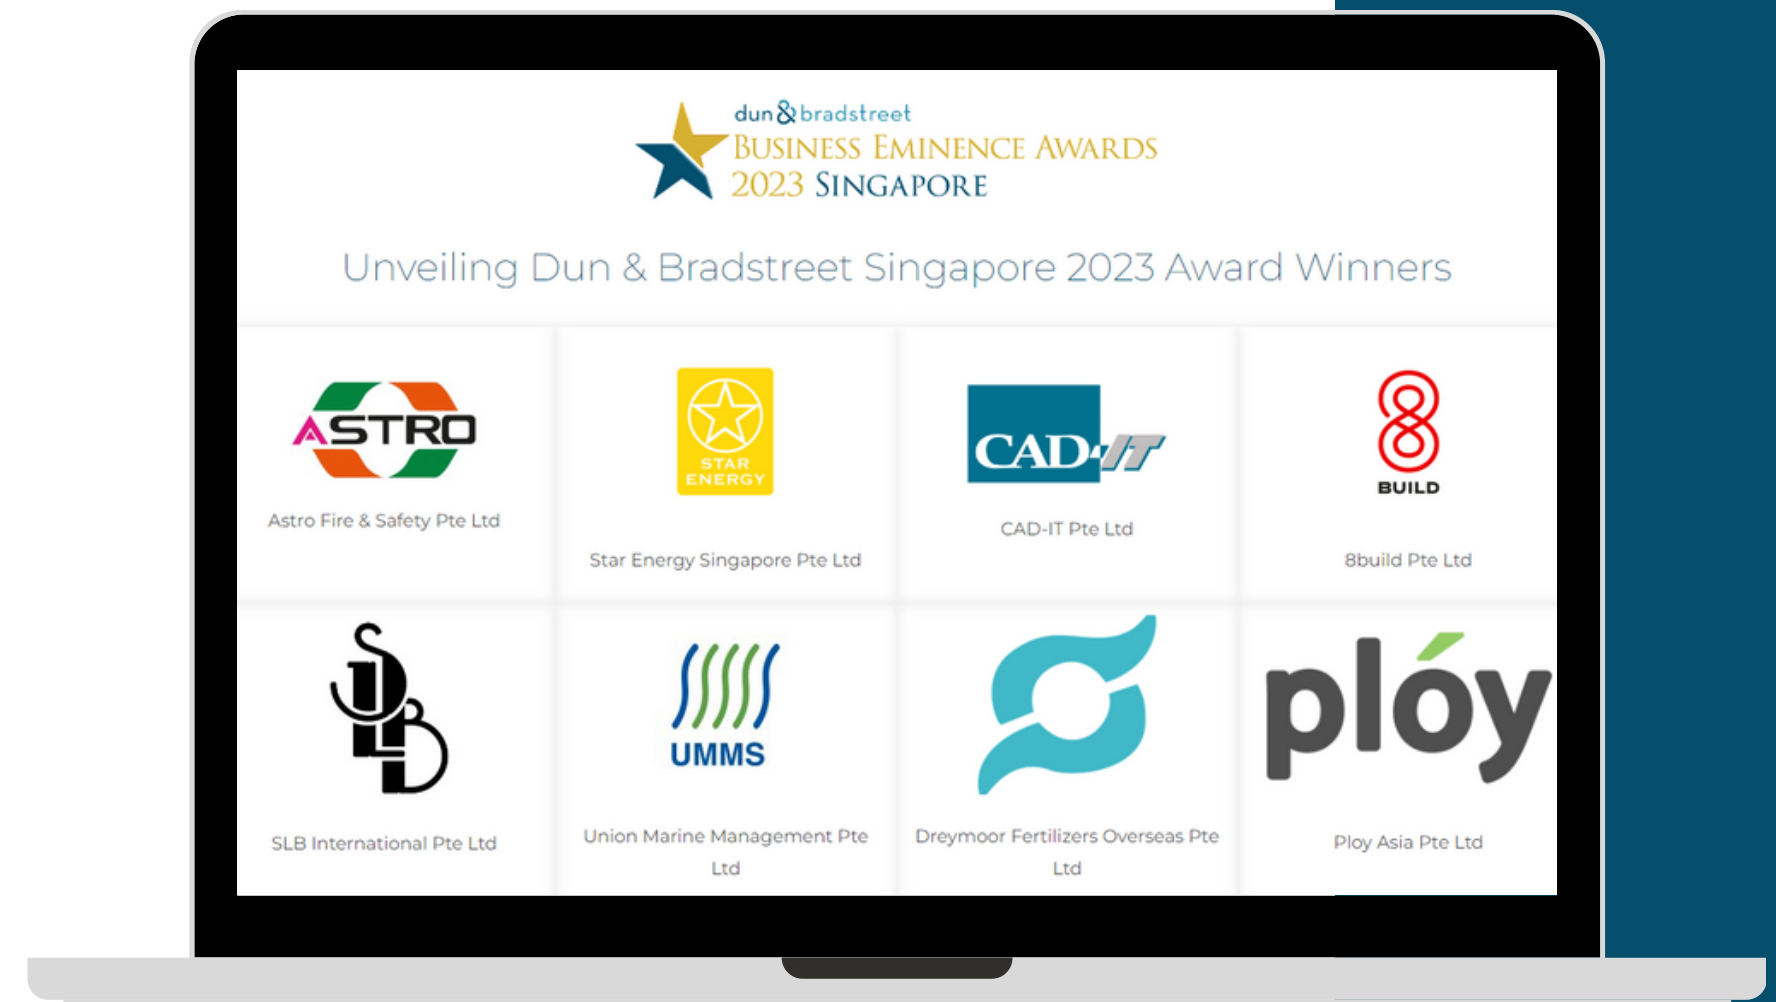 dun & bradstreet
BUSINESS EMINENCE AWARDS
2023 SINGAPORE
Unveiling Dun & Bradstreet Singapore 2023 Award Winners
ASTRO
Astro Fire & Safety Pte Ltd
STAR
ENERGY
Star Energy Singapore Pte Ltd
CAD-IT
CAD-IT Pte Ltd
8
BUILD
8build Pte Ltd
SLB
SLB International Pte Ltd
UMMS
Union Marine Management Pte
Ltd
Dreymoor Fertilizers Overseas Pte
Ltd
plóy
Ploy Asia Pte Ltd